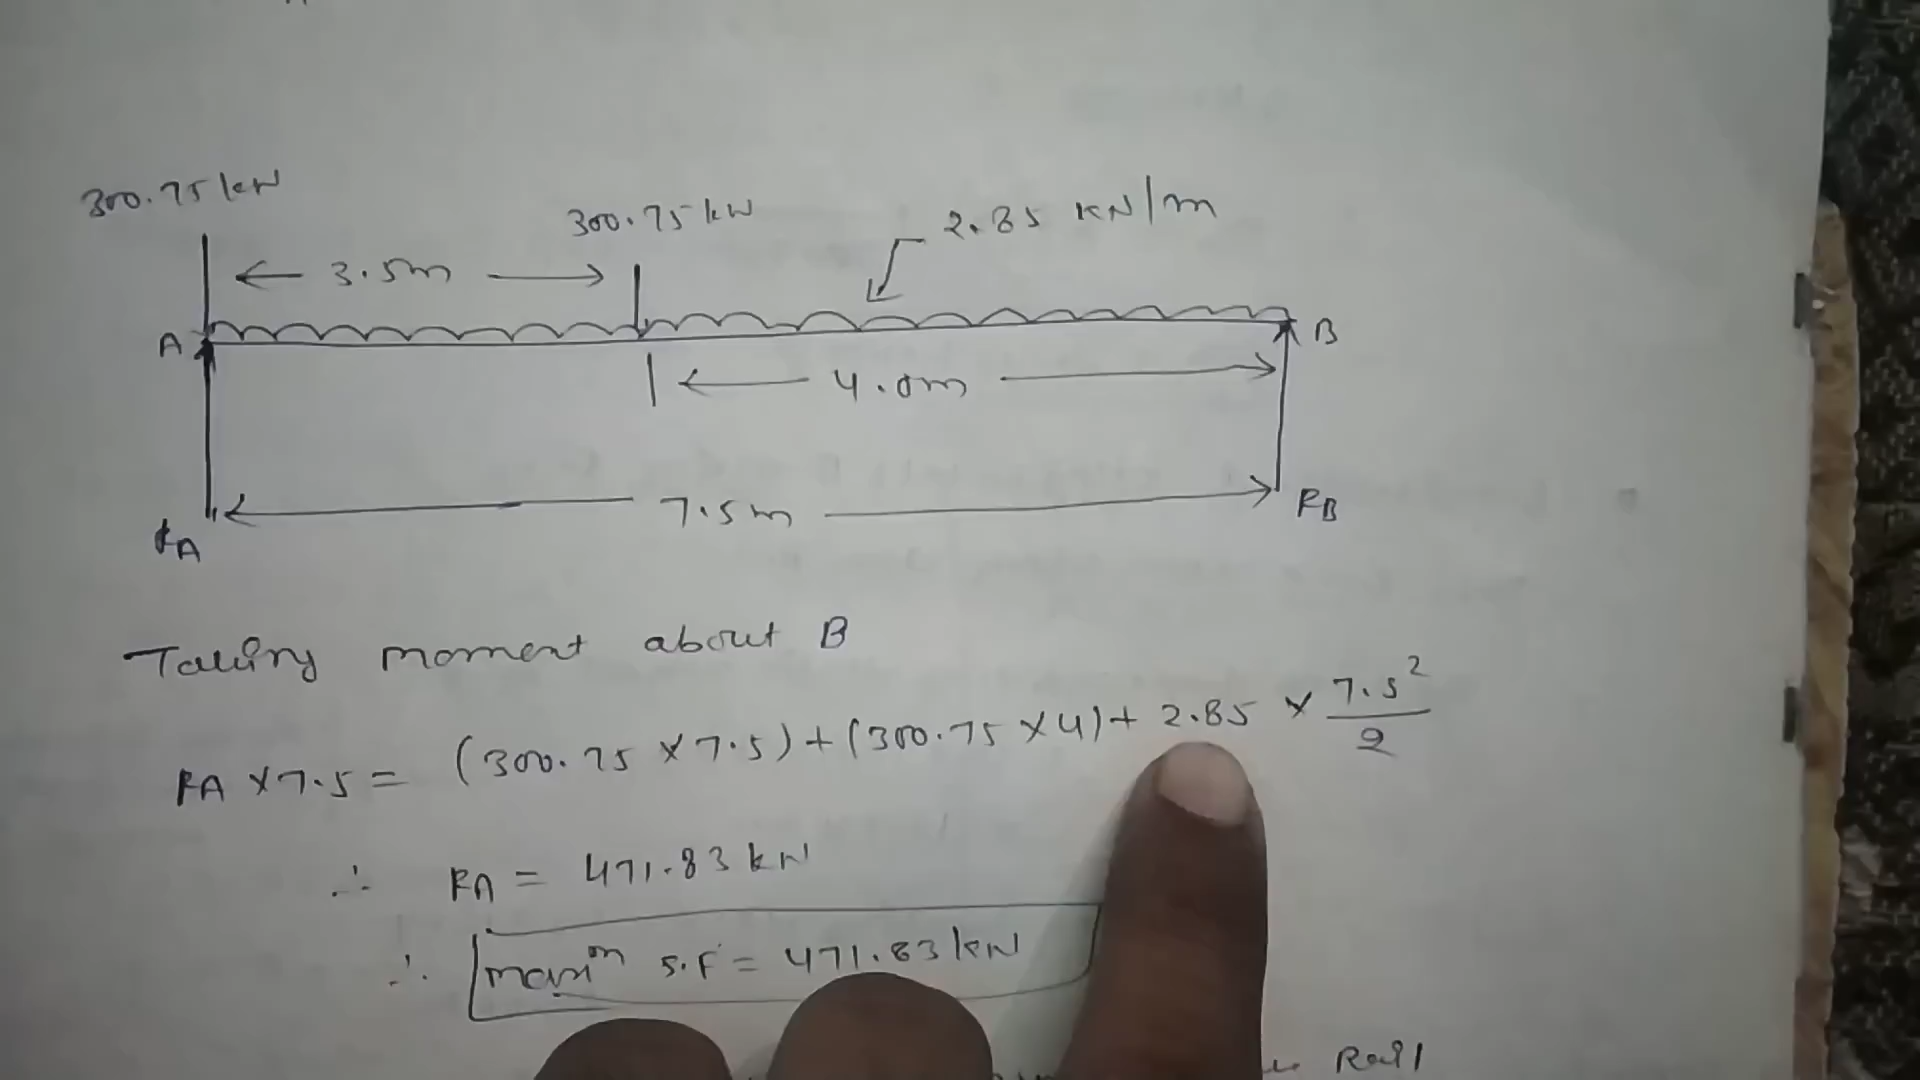 300.75 kN
300.75 kN
2.85 KN/m
3.5m
A
B
4.0m
7.5m
RA
RB
Taking moment about B
RA × 7.5 = (300.75 × 7.5) + (300.75 × 4) + 2.85 × 7.5² / 2
∴ RA = 471.83 kN
∴ maxm S.F = 471.83 kN
Rail